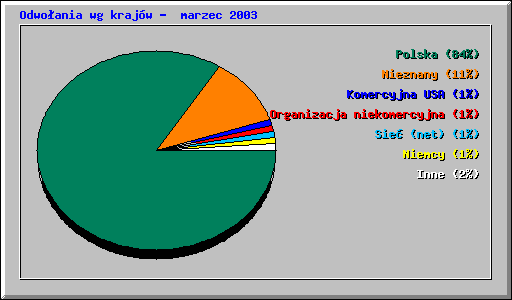 Odwołania wg krajów - marzec 2003
Polska (84%)
Nieznany (11%)
Komercyjna USA (1%)
Organizacja niekomercyjna (1%)
Sieć (net) (1%)
Niemcy (1%)
Inne (2%)